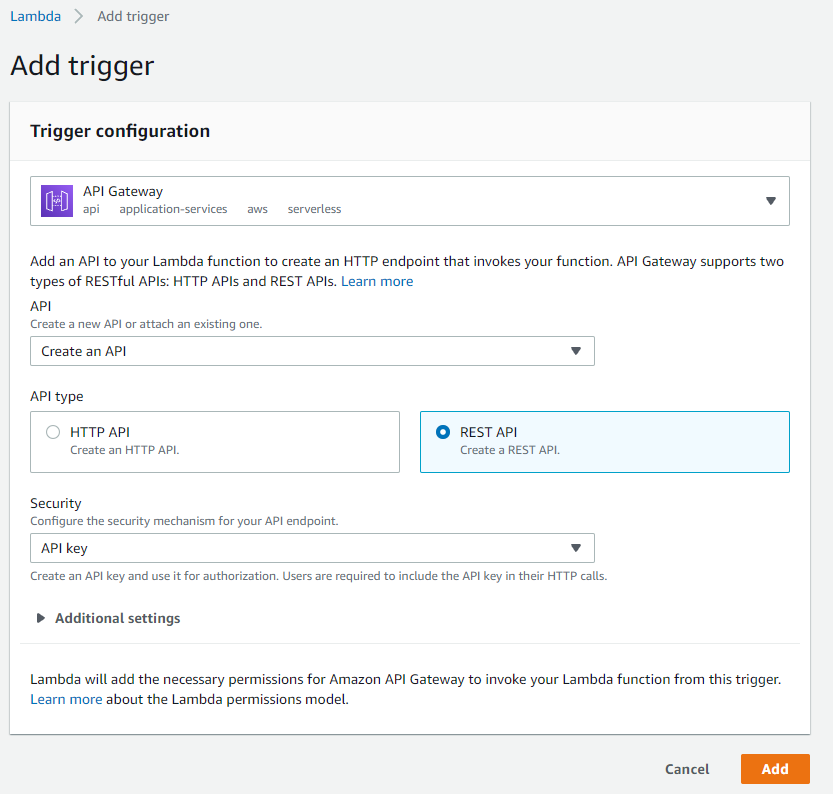 Lambda > Add trigger
Add trigger
Trigger configuration
API Gateway
api application-services aws serverless
Add an API to your Lambda function to create an HTTP endpoint that invokes your function. API Gateway supports two
types of RESTful APIs: HTTP APIs and REST APIs. Learn more
API
Create a new API or attach an existing one.
Create an API
API type
HTTP API
Create an HTTP API.
REST API
Create a REST API.
Security
Configure the security mechanism for your API endpoint.
API key
Create an API key and use it for authorization. Users are required to include the API key in their HTTP calls.
Additional settings
Lambda will add the necessary permissions for Amazon API Gateway to invoke your Lambda function from this trigger.
Learn more about the Lambda permissions model.
Cancel Add